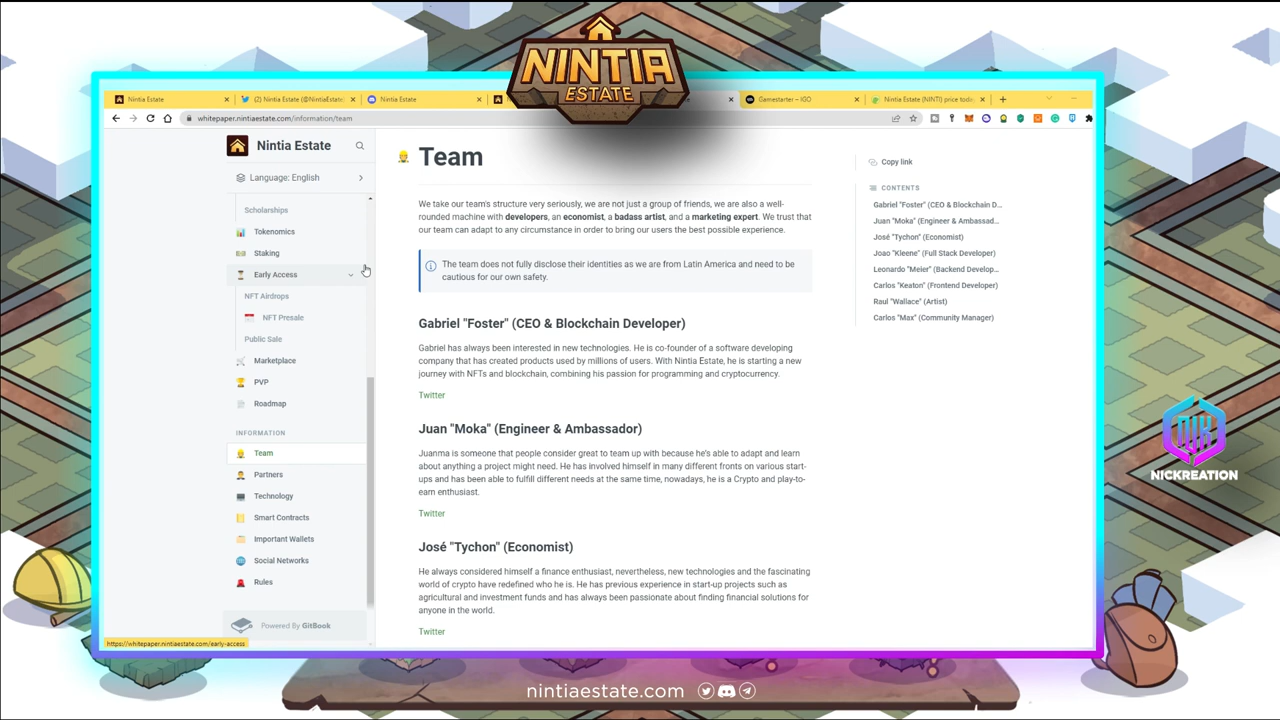 NINTIA
ESTATE
Nintia Estate
(2) Nintia Estate (@NintiaEstate
Nintia Estate
Gamestarter – IGO
Nintia Estate (NINTI) price today
whitepaper.nintiaestate.com/information/team
Nintia Estate
Language: English
Scholarships
Tokenomics
Staking
Early Access
NFT Airdrops
NFT Presale
Public Sale
Marketplace
PVP
Roadmap
INFORMATION
Team
Partners
Technology
Smart Contracts
Important Wallets
Social Networks
Rules
Powered By GitBook
https://whitepaper.nintiaestate.com/early-access
Team
We take our team's structure very seriously, we are not just a group of friends, we are also a well-
rounded machine with developers, an economist, a badass artist, and a marketing expert. We trust that
our team can adapt to any circumstance in order to bring our users the best possible experience.
The team does not fully disclose their identities as we are from Latin America and need to be
cautious for our own safety.
Gabriel "Foster" (CEO & Blockchain Developer)
Gabriel has always been interested in new technologies. He is co-founder of a software developing
company that has created products used by millions of users. With Nintia Estate, he is starting a new
journey with NFTs and blockchain, combining his passion for programming and cryptocurrency.
Twitter
Juan "Moka" (Engineer & Ambassador)
Juanma is someone that people consider great to team up with because he's able to adapt and learn
about anything a project might need. He has involved himself in many different fronts on various start-
ups and has been able to fulfill different needs at the same time, nowadays, he is a Crypto and play-to-
earn enthusiast.
Twitter
José "Tychon" (Economist)
He always considered himself a finance enthusiast, nevertheless, new technologies and the fascinating
world of crypto have redefined who he is. He has previous experience in start-up projects such as
agricultural and investment funds and has always been passionate about finding financial solutions for
anyone in the world.
Twitter
Copy link
CONTENTS
Gabriel "Foster" (CEO & Blockchain D...
Juan "Moka" (Engineer & Ambassad...
José "Tychon" (Economist)
Joao "Kleene" (Full Stack Developer)
Leonardo "Meier" (Backend Develop...
Carlos "Keaton" (Frontend Developer)
Raul "Wallace" (Artist)
Carlos "Max" (Community Manager)
NIK
NICKREATION
nintiaestate.com